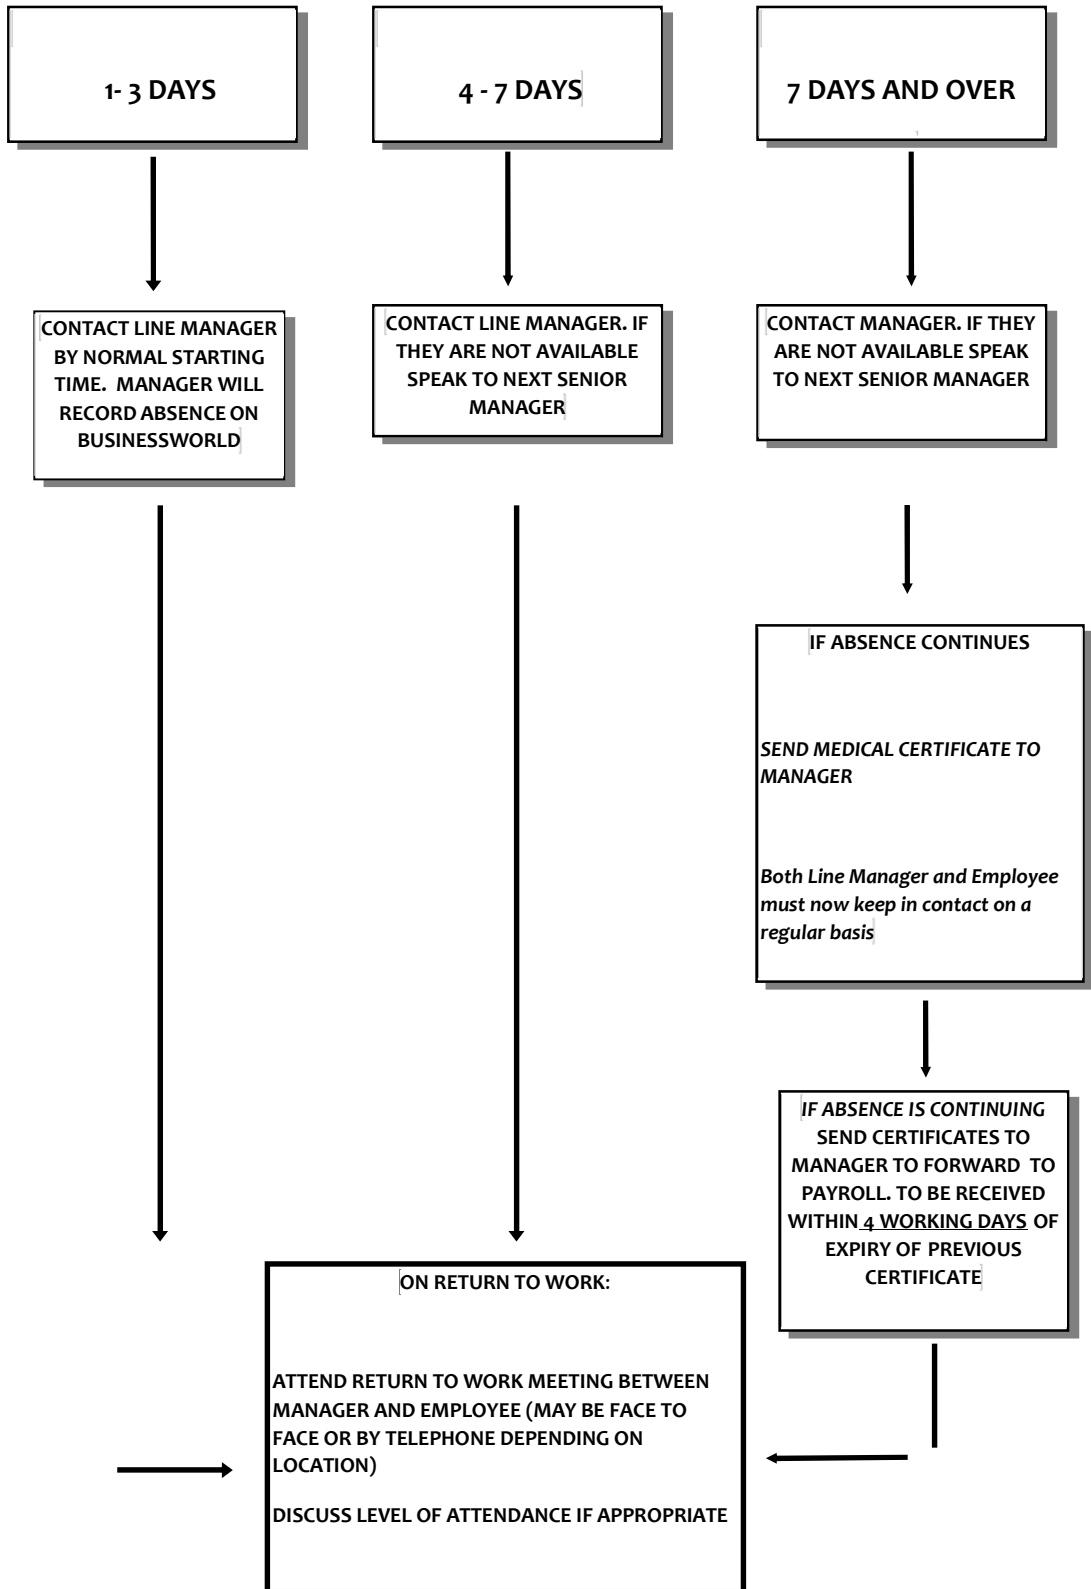 1- 3 DAYS
4 - 7 DAYS
7 DAYS AND OVER
CONTACT LINE MANAGER
BY NORMAL STARTING
TIME. MANAGER WILL
RECORD ABSENCE ON
BUSINESSWORLD
CONTACT LINE MANAGER. IF
THEY ARE NOT AVAILABLE
SPEAK TO NEXT SENIOR
MANAGER
CONTACT MANAGER. IF THEY
ARE NOT AVAILABLE SPEAK
TO NEXT SENIOR MANAGER
IF ABSENCE CONTINUES
SEND MEDICAL CERTIFICATE TO
MANAGER
Both Line Manager and Employee
must now keep in contact on a
regular basis
IF ABSENCE IS CONTINUING
SEND CERTIFICATES TO
MANAGER TO FORWARD TO
PAYROLL. TO BE RECEIVED
WITHIN 4 WORKING DAYS OF
EXPIRY OF PREVIOUS
CERTIFICATE
ON RETURN TO WORK:
ATTEND RETURN TO WORK MEETING BETWEEN
MANAGER AND EMPLOYEE (MAY BE FACE TO
FACE OR BY TELEPHONE DEPENDING ON
LOCATION)
DISCUSS LEVEL OF ATTENDANCE IF APPROPRIATE